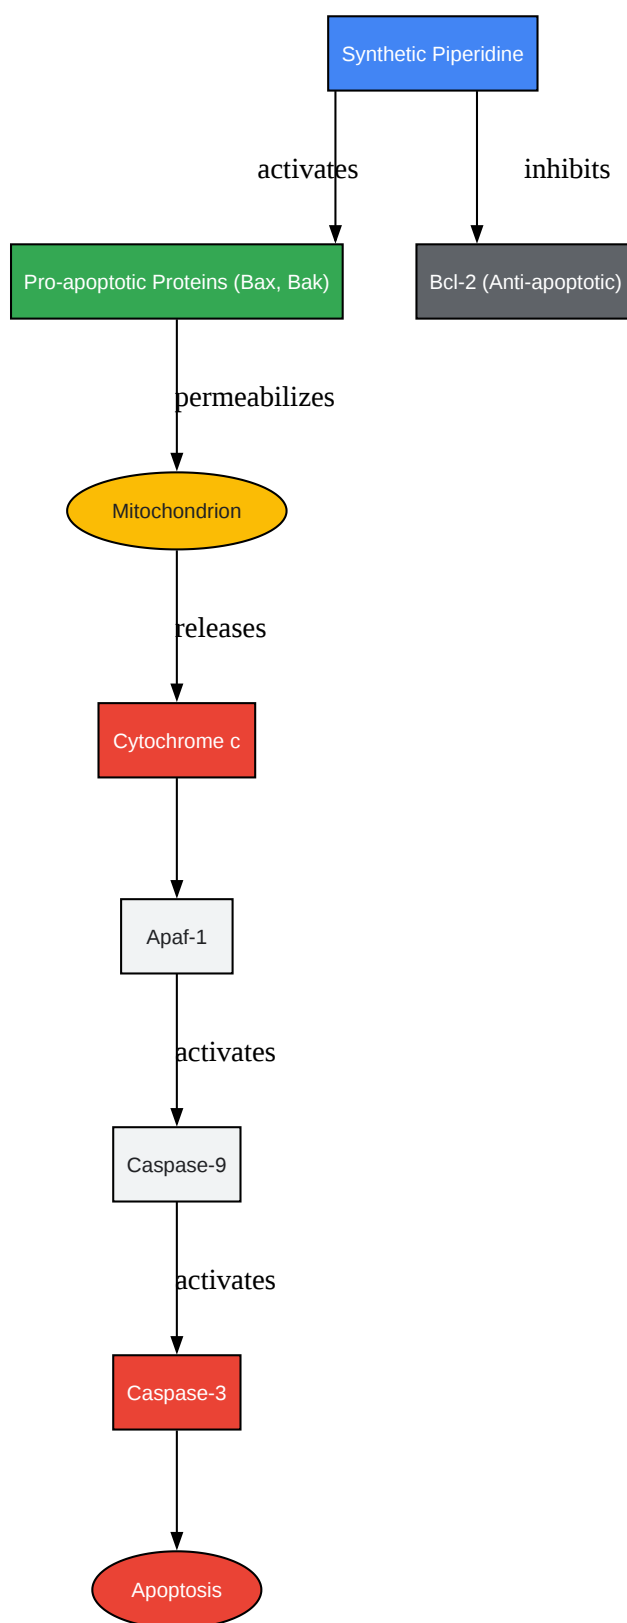 Synthetic Piperidine
activates
inhibits
Pro-apoptotic Proteins (Bax, Bak)
Bcl-2 (Anti-apoptotic)
permeabilizes
Mitochondrion
releases
Cytochrome c
Apaf-1
activates
Caspase-9
activates
Caspase-3
Apoptosis